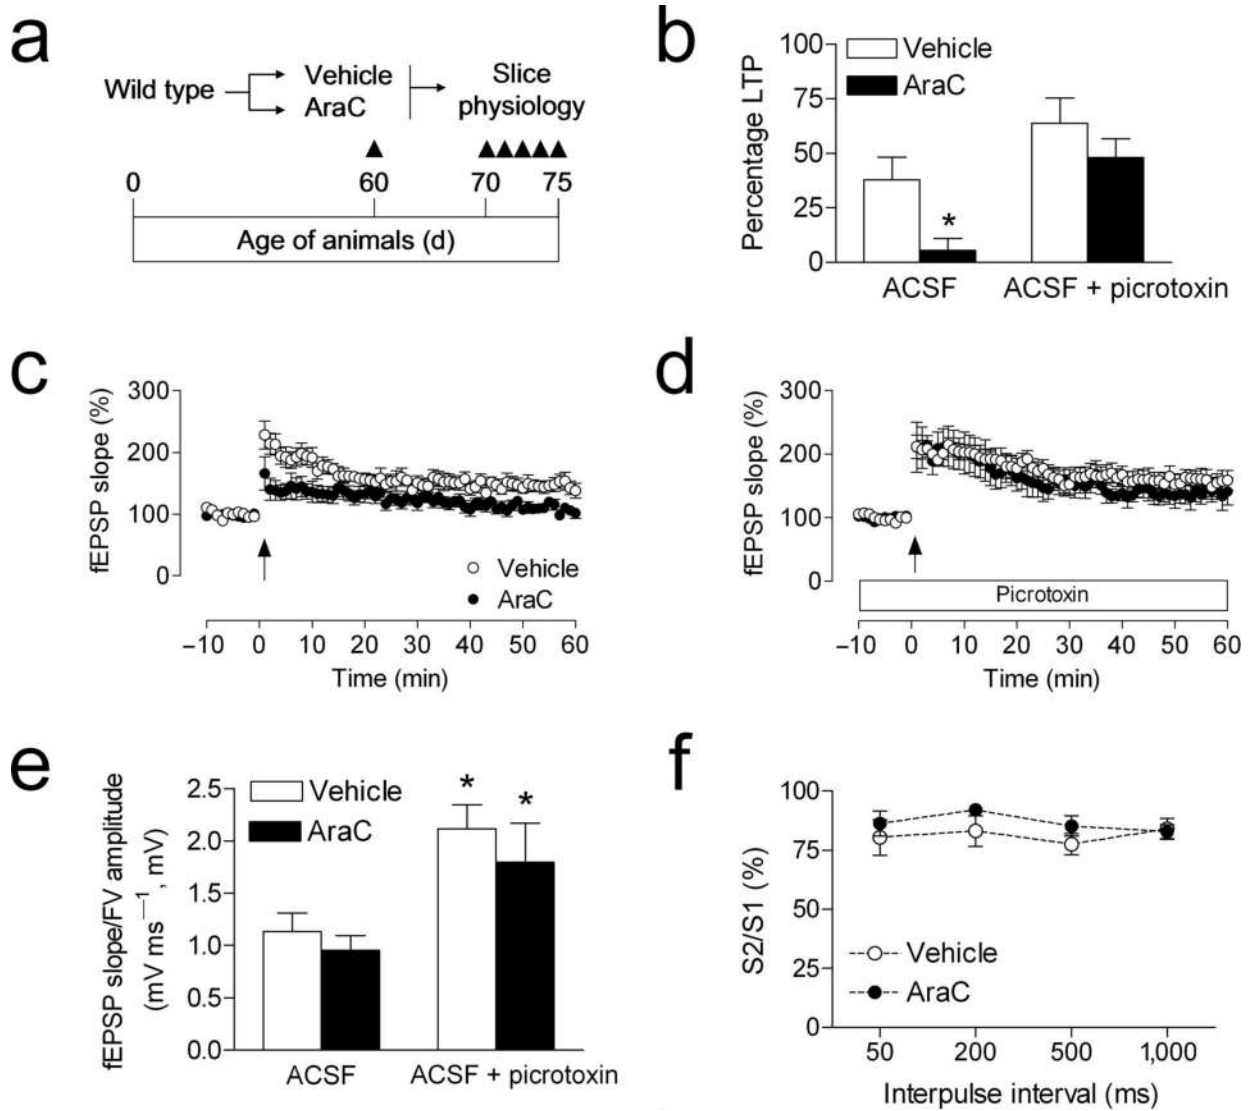 a
Wild type
Vehicle
AraC
Slice
physiology
0
60
70
75
Age of animals (d)
b
Percentage LTP
100
75
50
25
0
Vehicle
AraC
*
ACSF
ACSF + picrotoxin
c
fEPSP slope (%)
300
200
100
0
Vehicle
AraC
−10
0
10
20
30
40
50
60
Time (min)
d
fEPSP slope (%)
300
200
100
0
Picrotoxin
−10
0
10
20
30
40
50
60
Time (min)
e
fEPSP slope/FV amplitude
(mV ms−1, mV)
2.5
2.0
1.5
1.0
0.5
0.0
Vehicle
AraC
*
*
ACSF
ACSF + picrotoxin
f
S2/S1 (%)
100
75
50
25
0
Vehicle
AraC
50
200
500
1,000
Interpulse interval (ms)